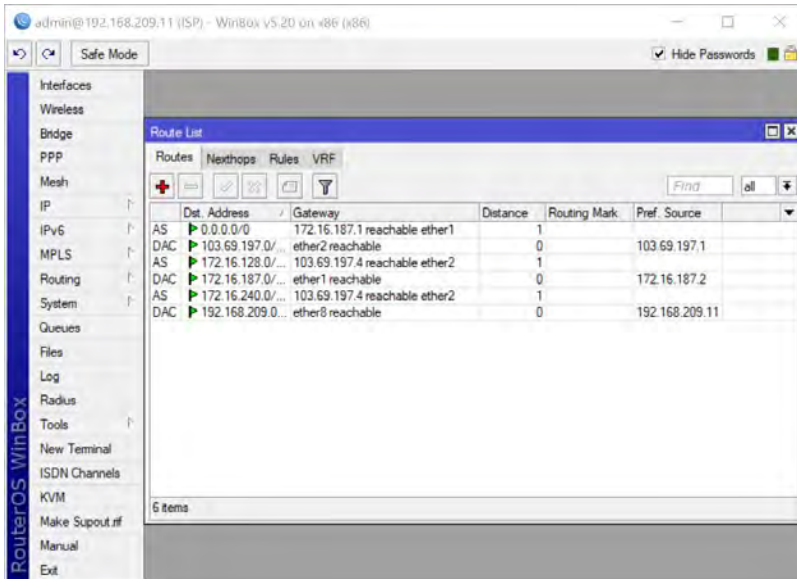 admin@192.168.209.11 (ISP) - WinBox v5.20 on x86 (x86)
Safe Mode
Hide Passwords
Interfaces
Wireless
Bridge
PPP
Mesh
IP
IPv6
MPLS
Routing
System
Queues
Files
Log
Radius
Tools
New Terminal
ISDN Channels
KVM
Make Supout.rif
Manual
Exit
RouterOS WinBox
Route List
Routes Nexthops Rules VRF
Find all
Dst. Address Gateway Distance Routing Mark Pref. Source
AS 0.0.0.0/0 172.16.187.1 reachable ether1 1
DAC 103.69.197.0/... ether2 reachable 0 103.69.197.1
AS 172.16.128.0/... 103.69.197.4 reachable ether2 1
DAC 172.16.187.0/... ether1 reachable 0 172.16.187.2
AS 172.16.240.0/... 103.69.197.4 reachable ether2 1
DAC 192.168.209.0... ether8 reachable 0 192.168.209.11
6 items